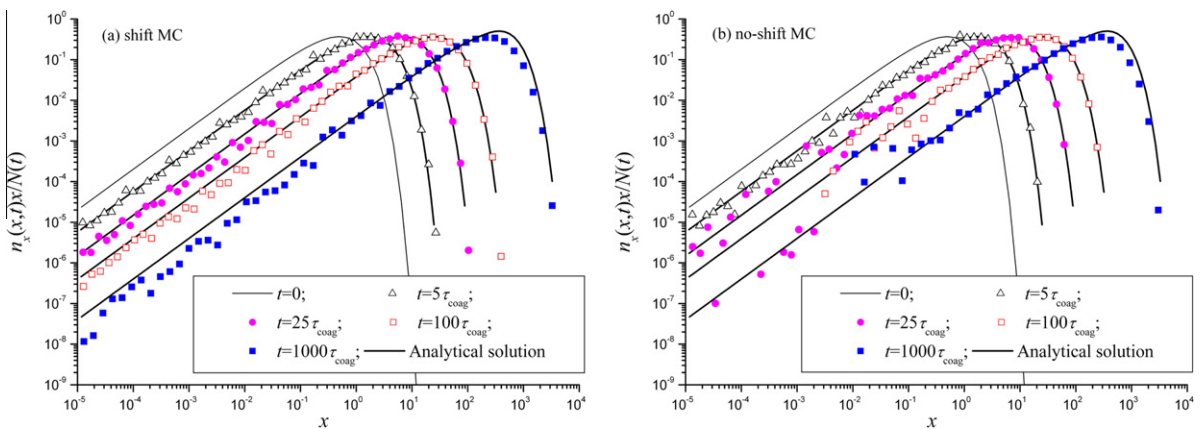 (a) shift MC
n_x(x,t)x/N(t)
10^0
10^-1
10^-2
10^-3
10^-4
10^-5
10^-6
10^-7
10^-8
10^-9
t=0; t=5τ_coag;
t=25τ_coag; t=100τ_coag;
t=1000τ_coag; Analytical solution
10^-5 10^-4 10^-3 10^-2 10^-1 10^0 10^1 10^2 10^3 10^4
x
(b) no-shift MC
n_x(x,t)x/N(t)
10^0
10^-1
10^-2
10^-3
10^-4
10^-5
10^-6
10^-7
10^-8
10^-9
t=0; t=5τ_coag;
t=25τ_coag; t=100τ_coag;
t=1000τ_coag; Analytical solution
10^-5 10^-4 10^-3 10^-2 10^-1 10^0 10^1 10^2 10^3 10^4
x